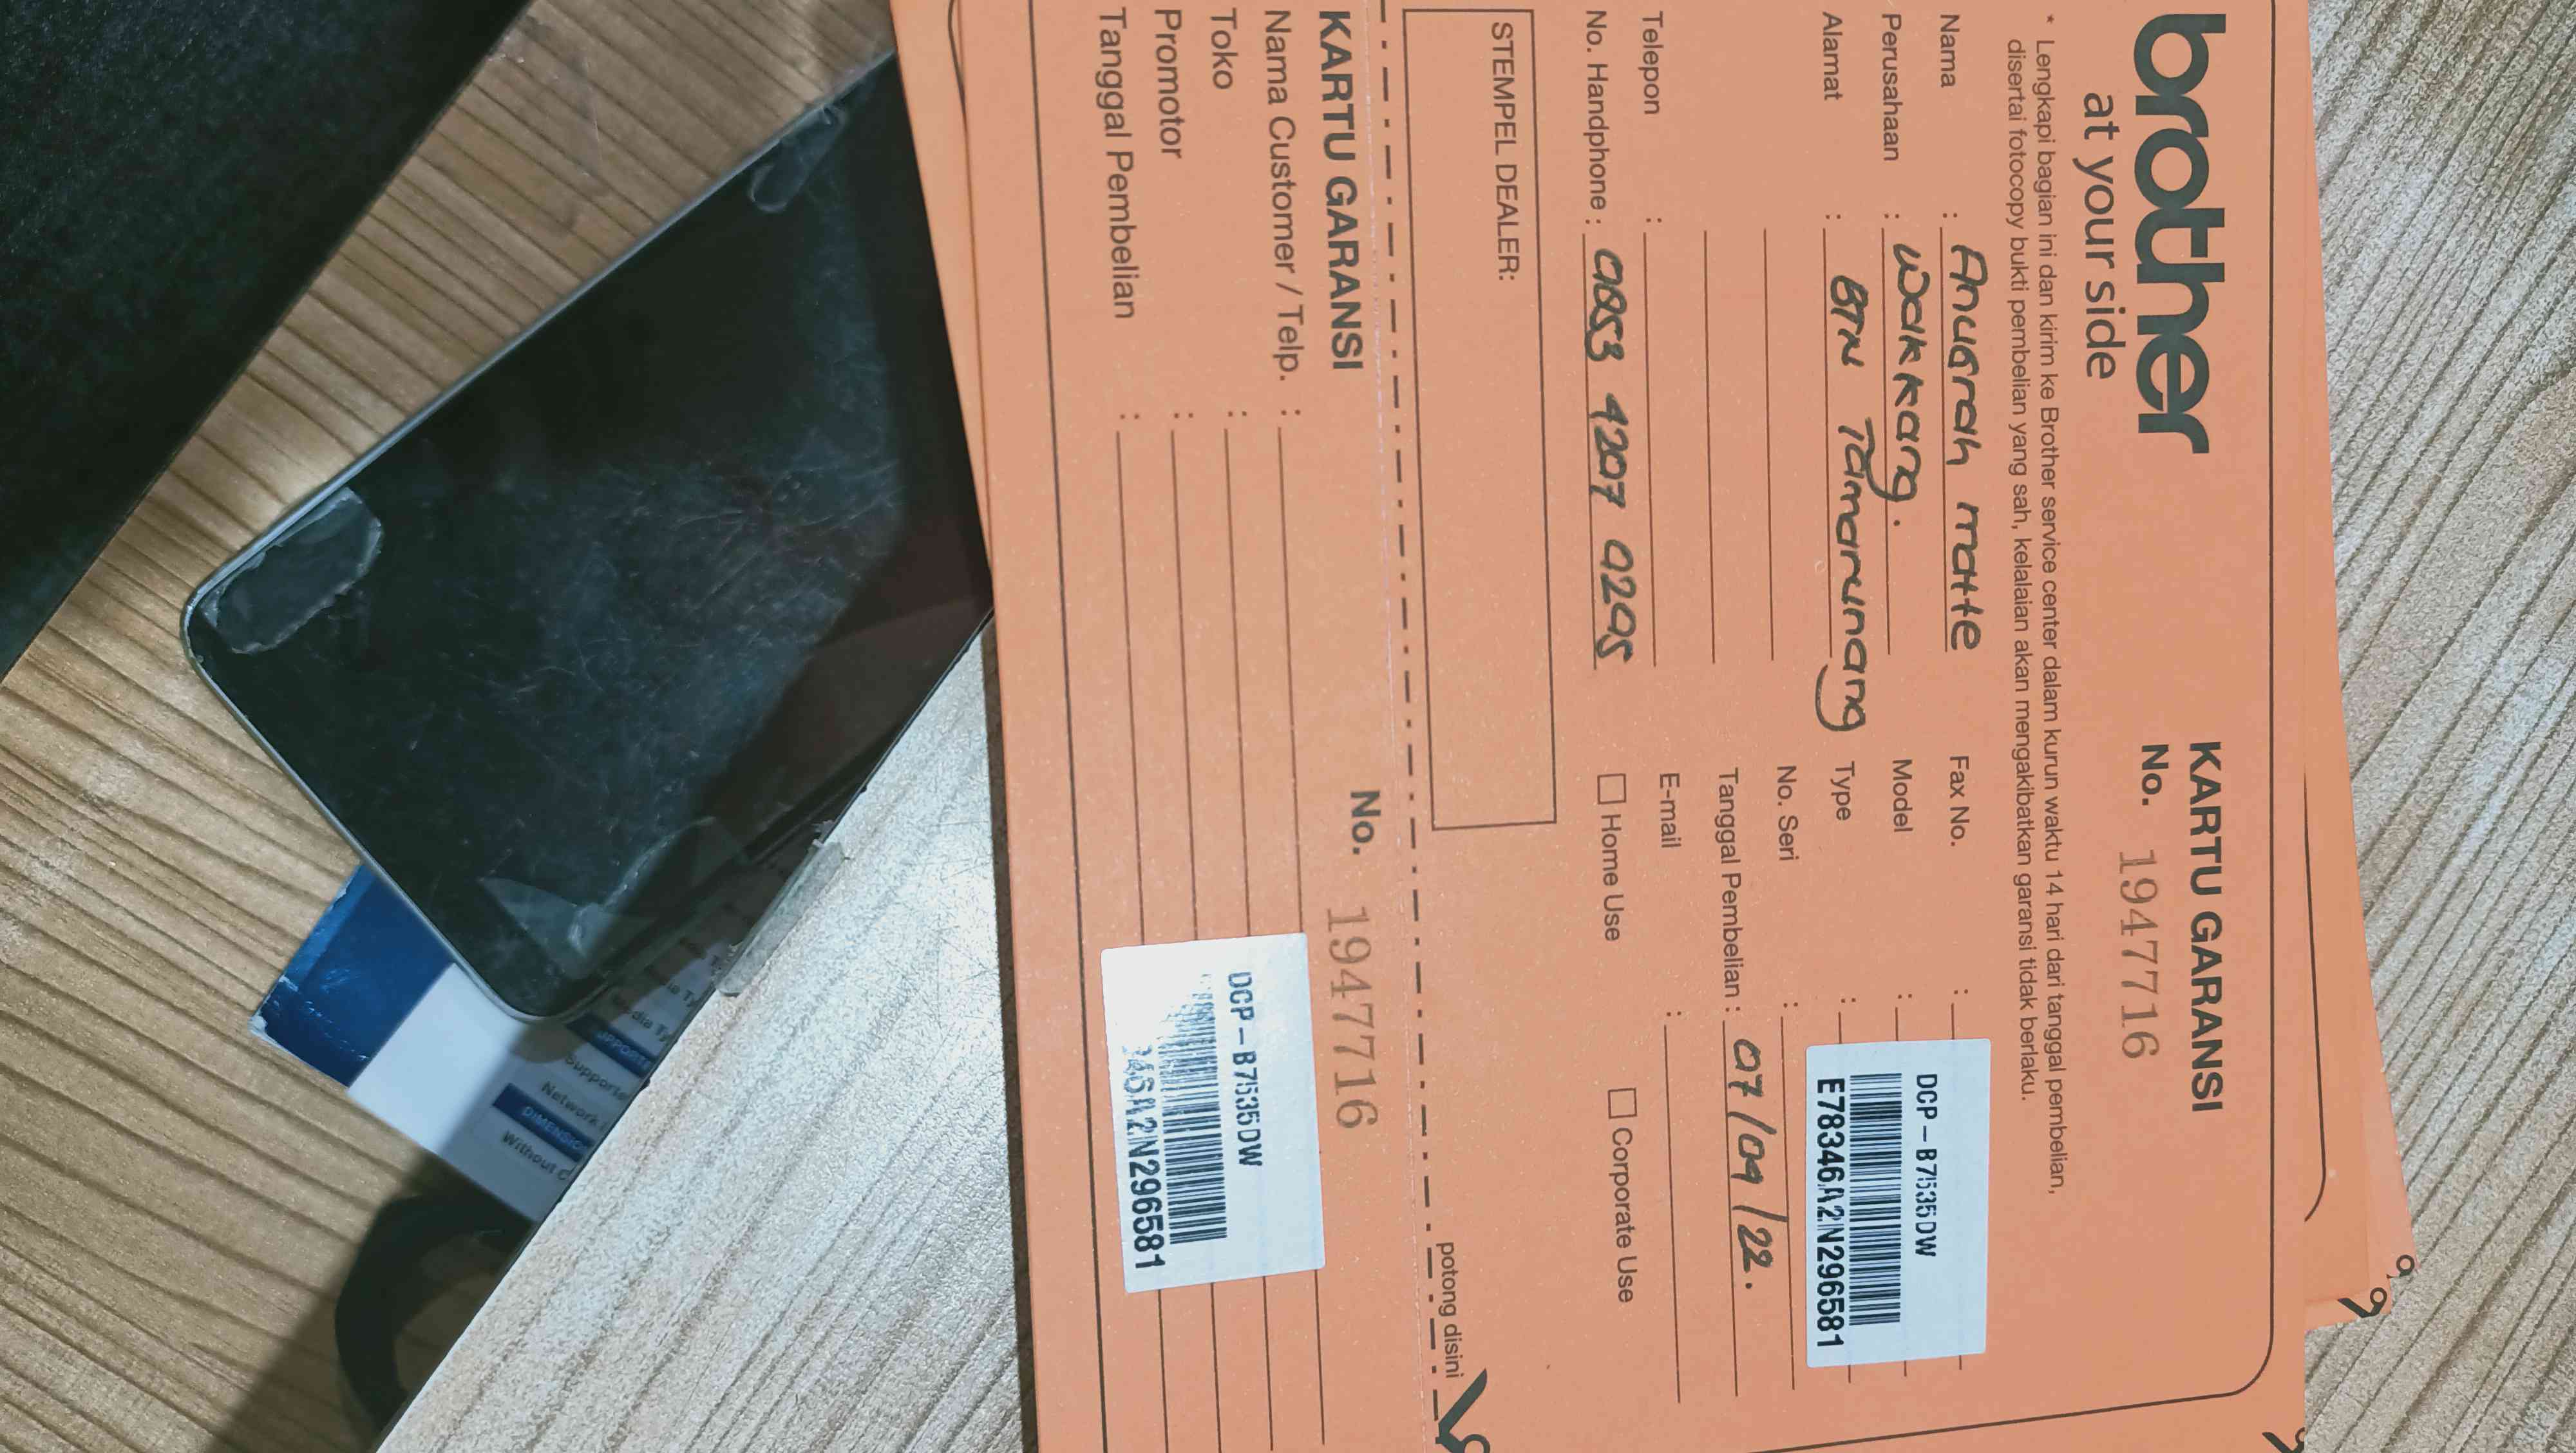 brother
at your side
KARTU GARANSI
No. 1947716
* Lengkapi bagian ini dan kirim ke Brother service center dalam kurun waktu 14 hari dari tanggal pembelian,
disertai fotocopy bukti pembelian yang sah, kelalaian akan mengakibatkan garansi tidak berlaku.
Nama : Anugrah matte
Perusahaan : Wakkang.
Alamat : BTN Tamarunang
Telepon :
No. Handphone : 0853 4207 9295
Fax No. :
Model :
Type :
No. Seri :
DCP-B7535DW
E78346A2N296581
Tanggal Pembelian : 07/09/22.
E-mail :
Home Use
Corporate Use
STEMPEL DEALER:
potong disini
KARTU GARANSI
No. 1947716
Nama Customer / Telp. :
Toko :
Promotor :
Tanggal Pembelian :
DCP-B7535DW
346A2N296581
Network